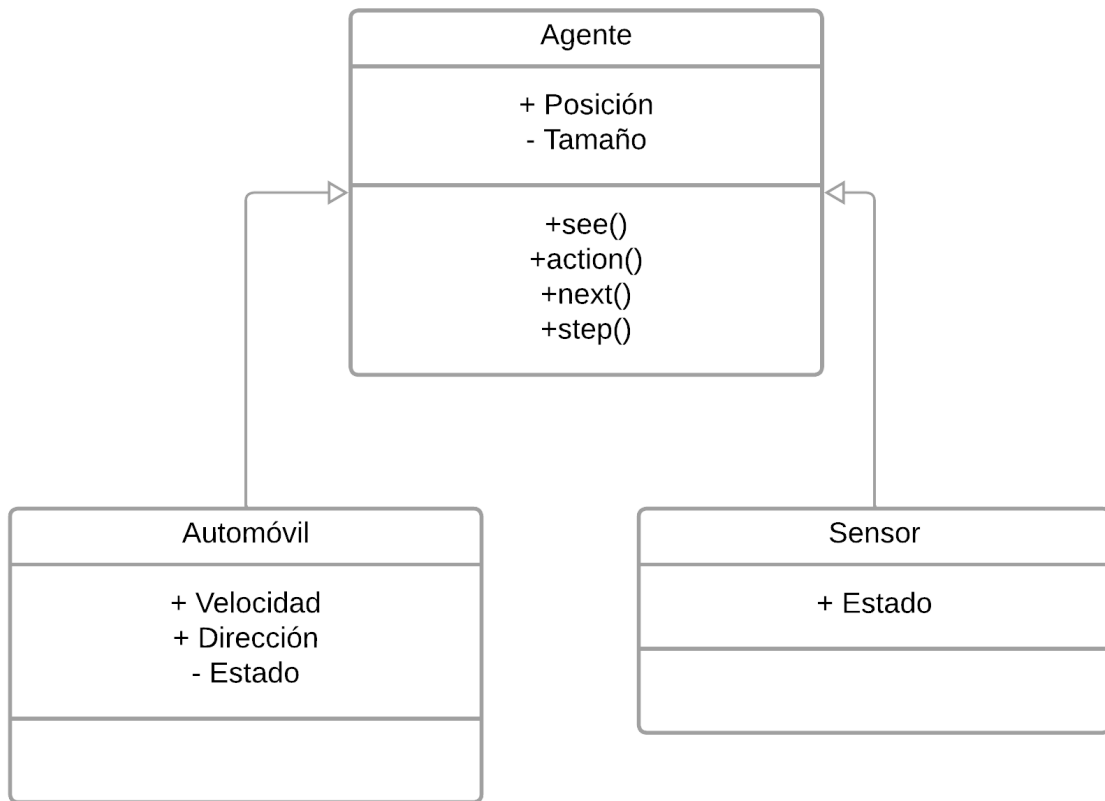 Agente
+ Posición
- Tamaño
+see()
+action()
+next()
+step()
Automóvil
+ Velocidad
+ Dirección
- Estado
Sensor
+ Estado